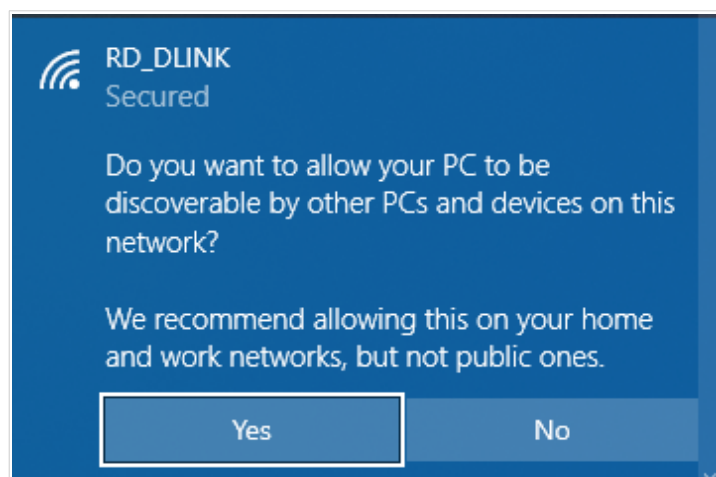 RD_DLINK
Secured
Do you want to allow your PC to be
discoverable by other PCs and devices on this
network?
We recommend allowing this on your home
and work networks, but not public ones.
Yes
No